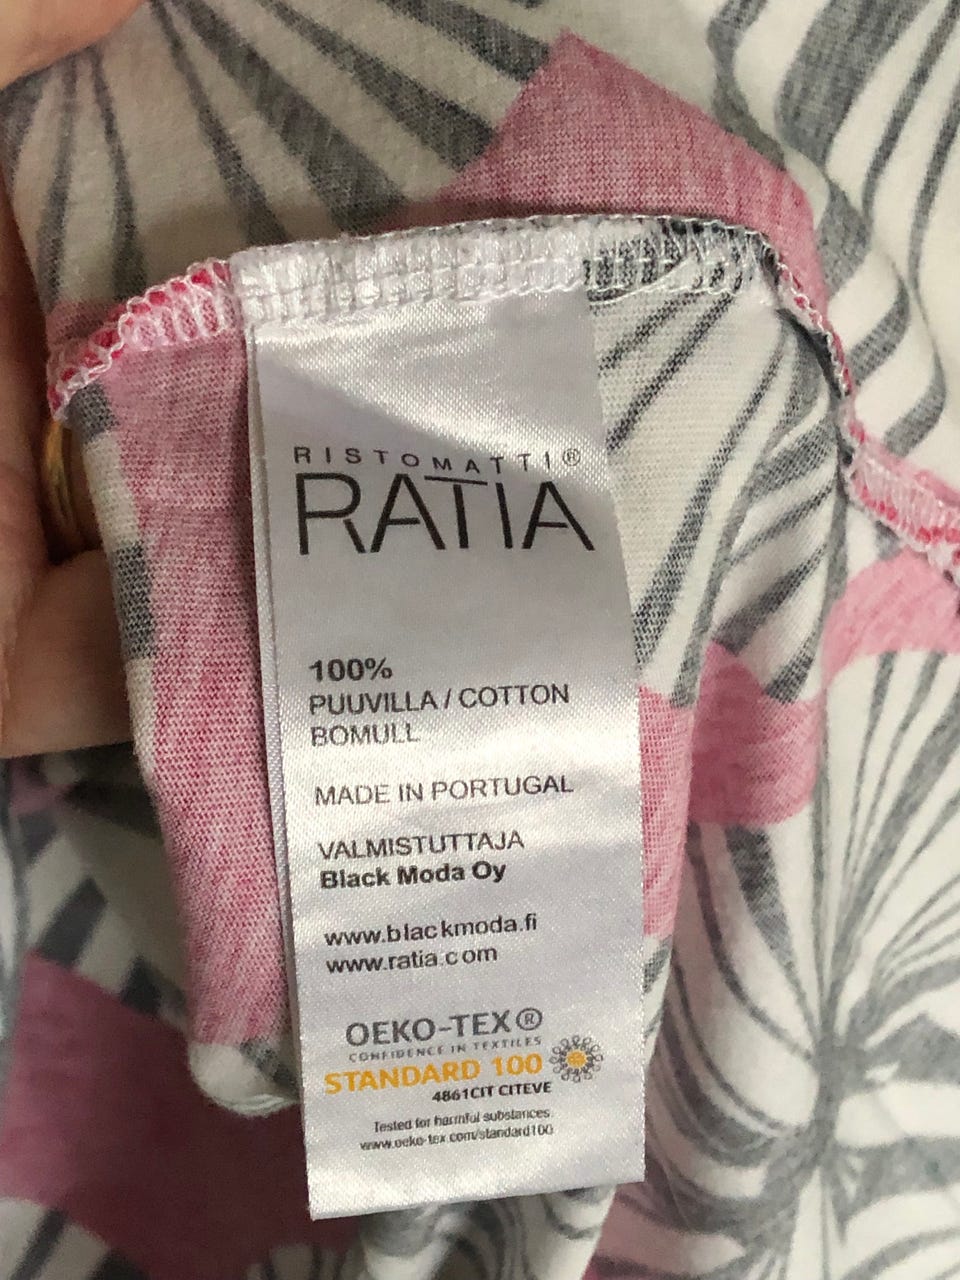 RISTOMATTI®
RATIA
100%
PUUVILLA / COTTON
BOMULL
MADE IN PORTUGAL
VALMISTUTTAJA
Black Moda Oy
www.blackmoda.fi
www.ratia.com
OEKO-TEX®
CONFIDENCE IN TEXTILES
STANDARD 100
4861CIT CITEVE
Tested for harmful substances.
www.oeko-tex.com/standard100